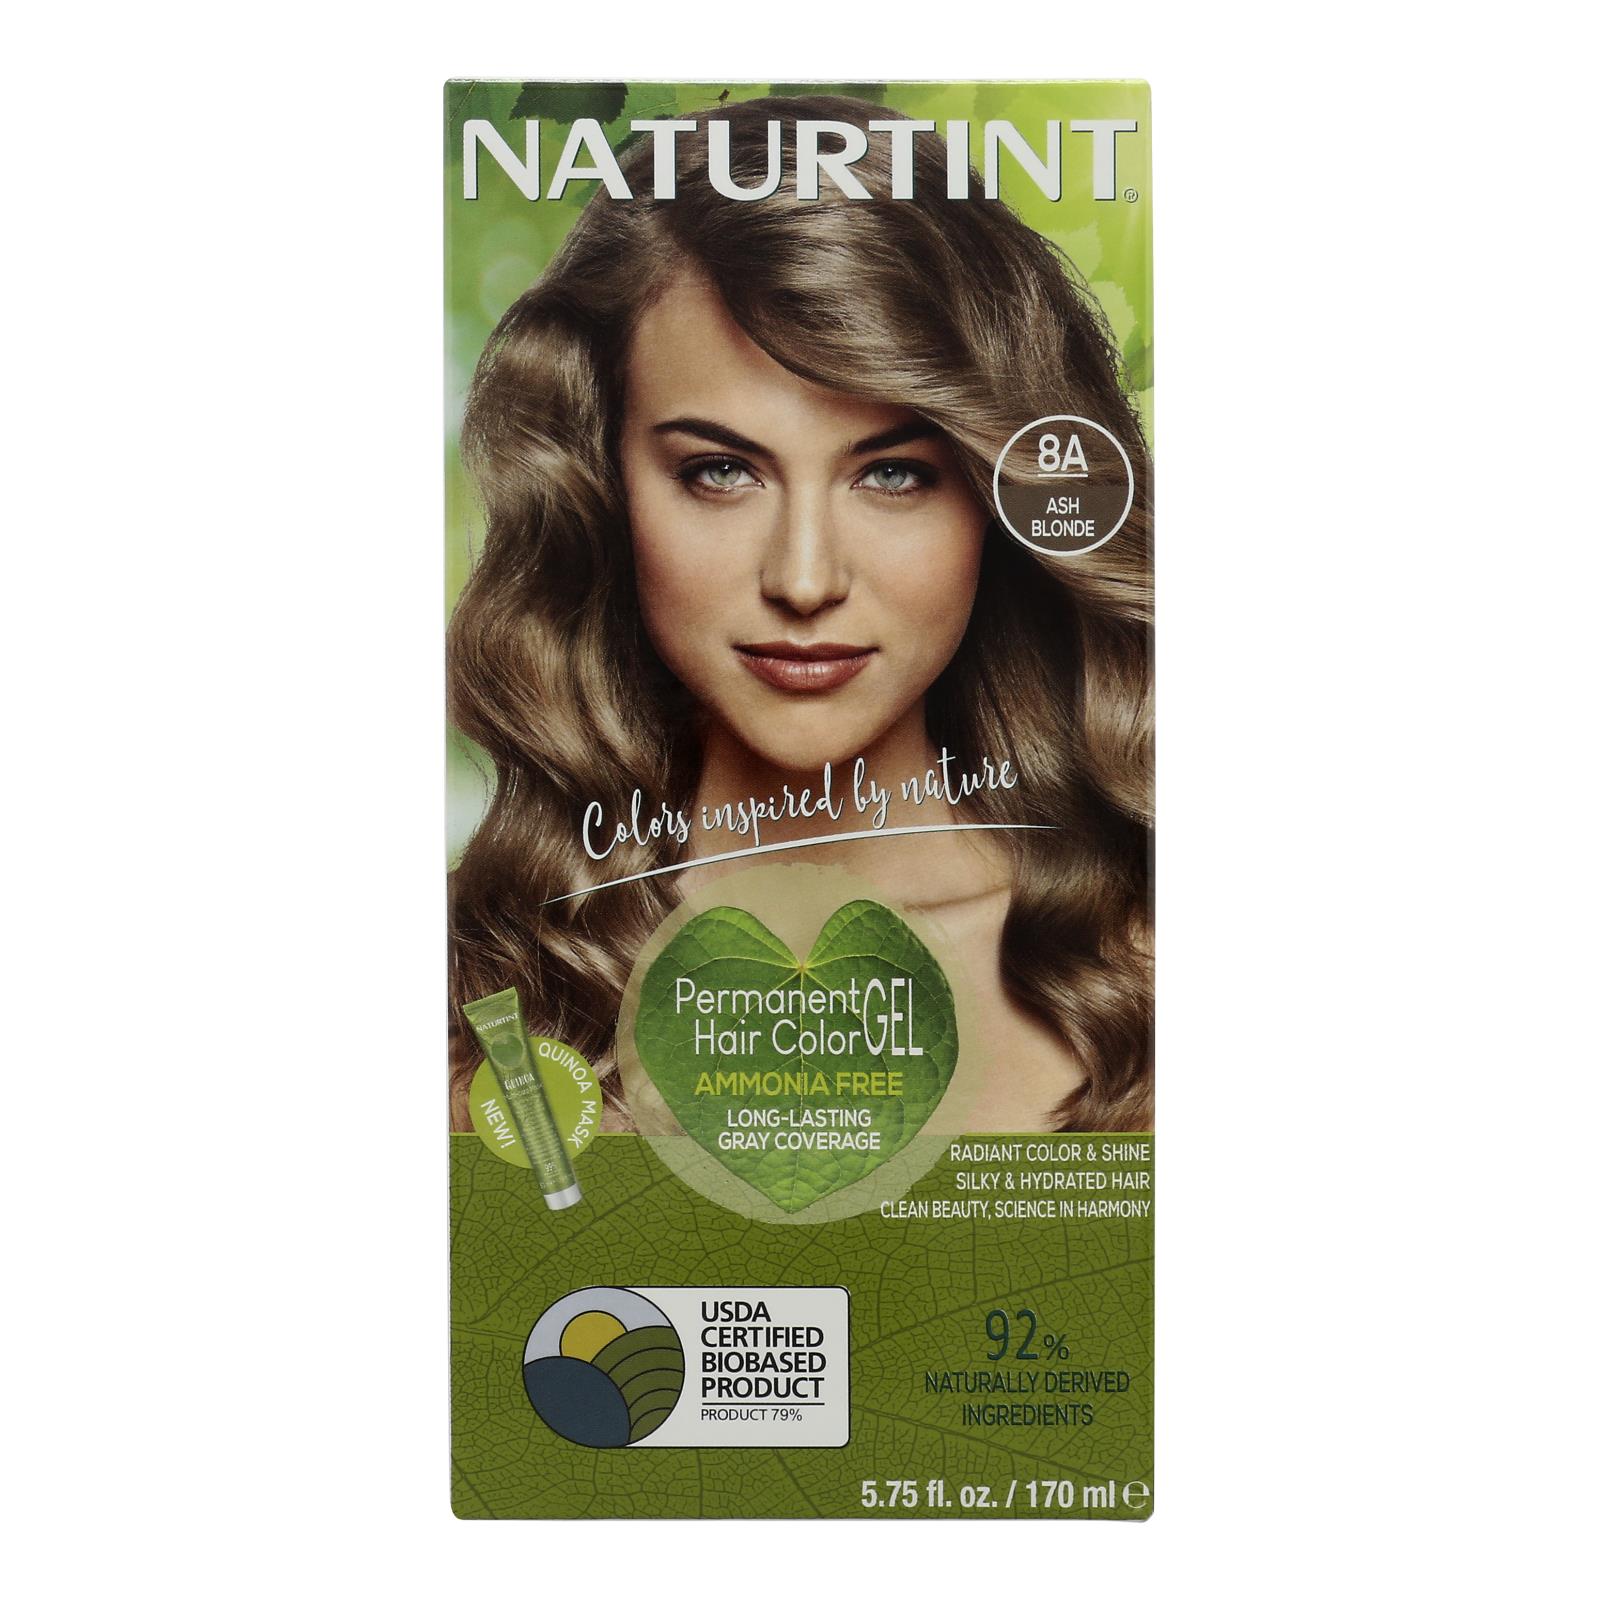 NATURTINT®
8A
ASH
BLONDE
Colors inspired by nature
Permanent
Hair Color GEL
AMMONIA FREE
LONG-LASTING
GRAY COVERAGE
NATURTINT
QUINOA
QUINOA MASK
NEW!
RADIANT COLOR & SHINE
SILKY & HYDRATED HAIR
CLEAN BEAUTY, SCIENCE IN HARMONY
USDA
CERTIFIED
BIOBASED
PRODUCT
PRODUCT 79%
92%
NATURALLY DERIVED
INGREDIENTS
5.75 fl. oz. / 170 ml ℮